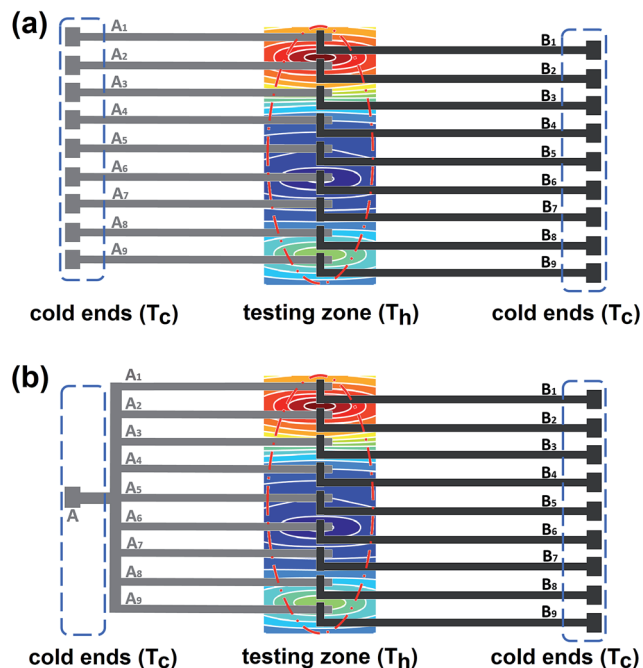 (a)
A1
A2
A3
A4
A5
A6
A7
A8
A9
B1
B2
B3
B4
B5
B6
B7
B8
B9
cold ends (Tc) testing zone (Th) cold ends (Tc)
(b)
A1
A2
A3
A4
A5
A6
A7
A8
A9
A
B1
B2
B3
B4
B5
B6
B7
B8
B9
cold ends (Tc) testing zone (Th) cold ends (Tc)